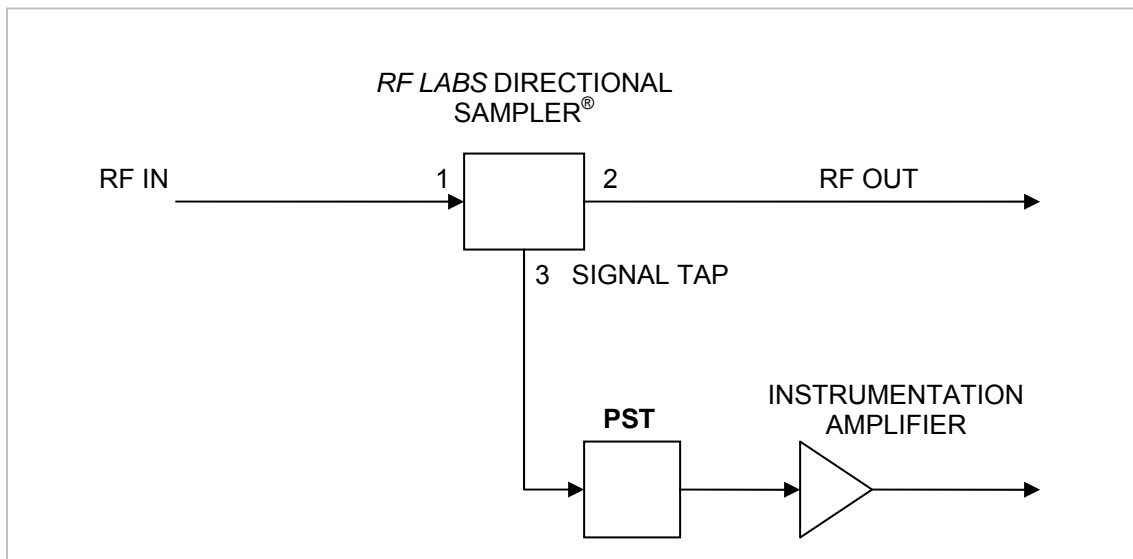 RF LABS DIRECTIONAL
SAMPLER®
RF IN
1
2
RF OUT
3 SIGNAL TAP
INSTRUMENTATION
AMPLIFIER
PST